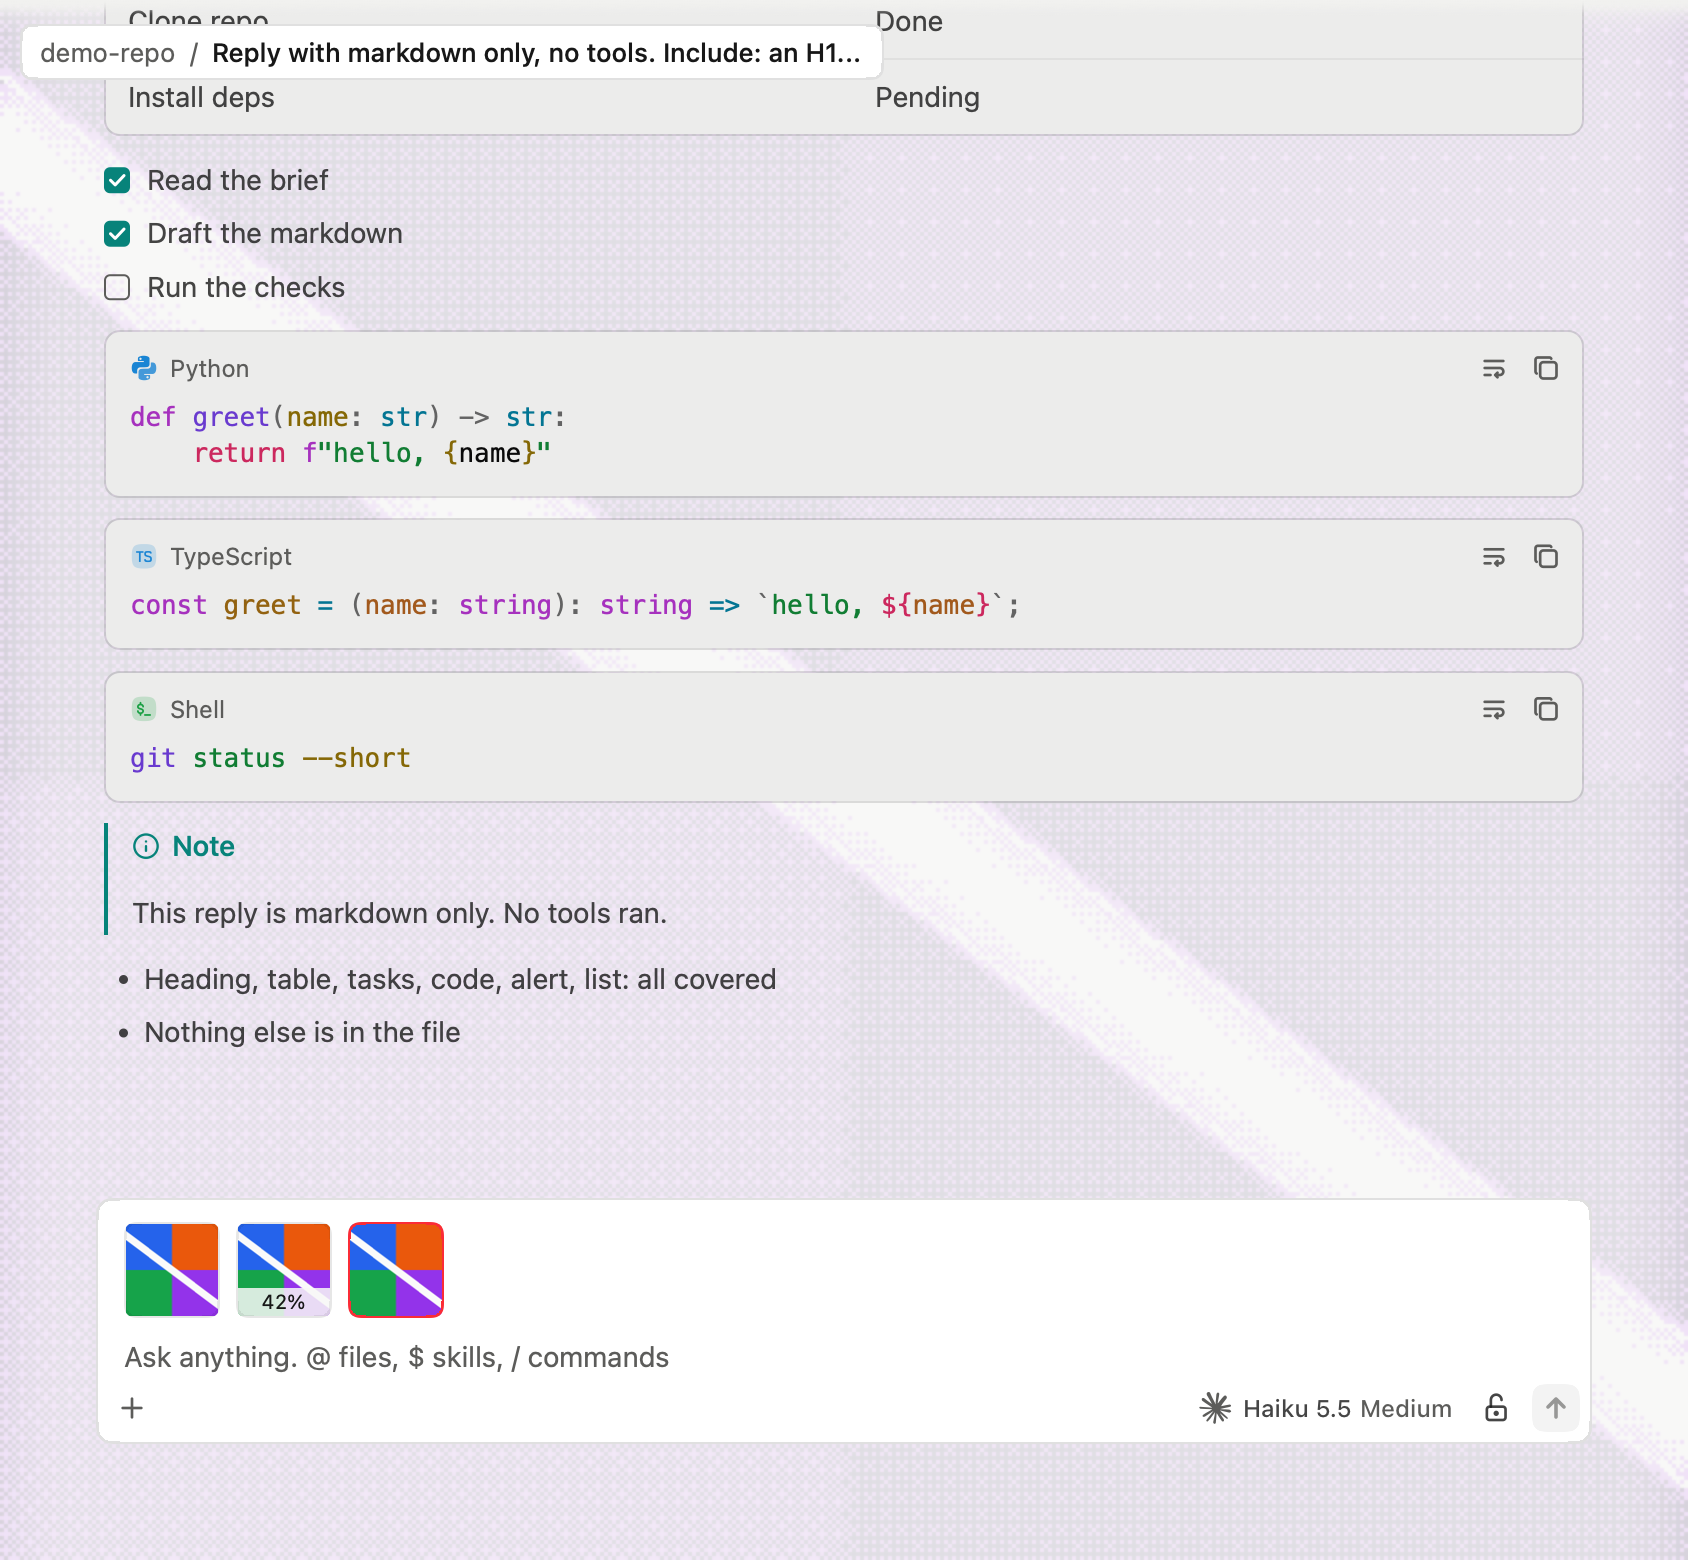 Clone repo
Done
demo-repo / Reply with markdown only, no tools. Include: an H1...
Install deps
Pending
Read the brief
Draft the markdown
Run the checks
Python
def greet(name: str) -> str:
    return f"hello, {name}"
TS TypeScript
const greet = (name: string): string => `hello, ${name}`;
$_ Shell
git status --short
Note
This reply is markdown only. No tools ran.
• Heading, table, tasks, code, alert, list: all covered
• Nothing else is in the file
42%
Ask anything. @ files, $ skills, / commands
Haiku 5.5 Medium